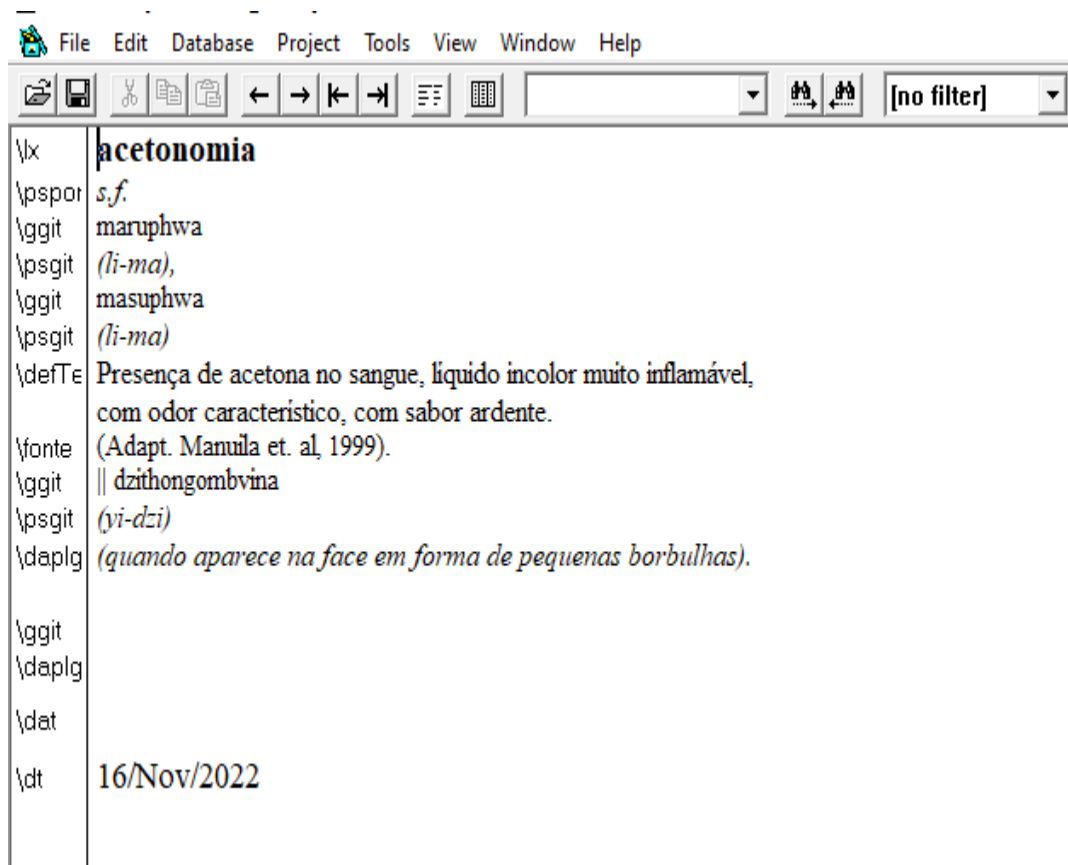 File Edit Database Project Tools View Window Help
[no filter]
\lx acetonomia
\pspor s.f.
\ggit maruphwa
\psgit (li-ma),
\ggit masuphwa
\psgit (li-ma)
\defTe Presença de acetona no sangue, líquido incolor muito inflamável,
com odor característico, com sabor ardente.
\fonte (Adapt. Manuila et. al, 1999).
\ggit || dzithongombvina
\psgit (yi-dzi)
\daplg (quando aparece na face em forma de pequenas borbulhas).
\ggit
\daplg
\dat
\dt 16/Nov/2022